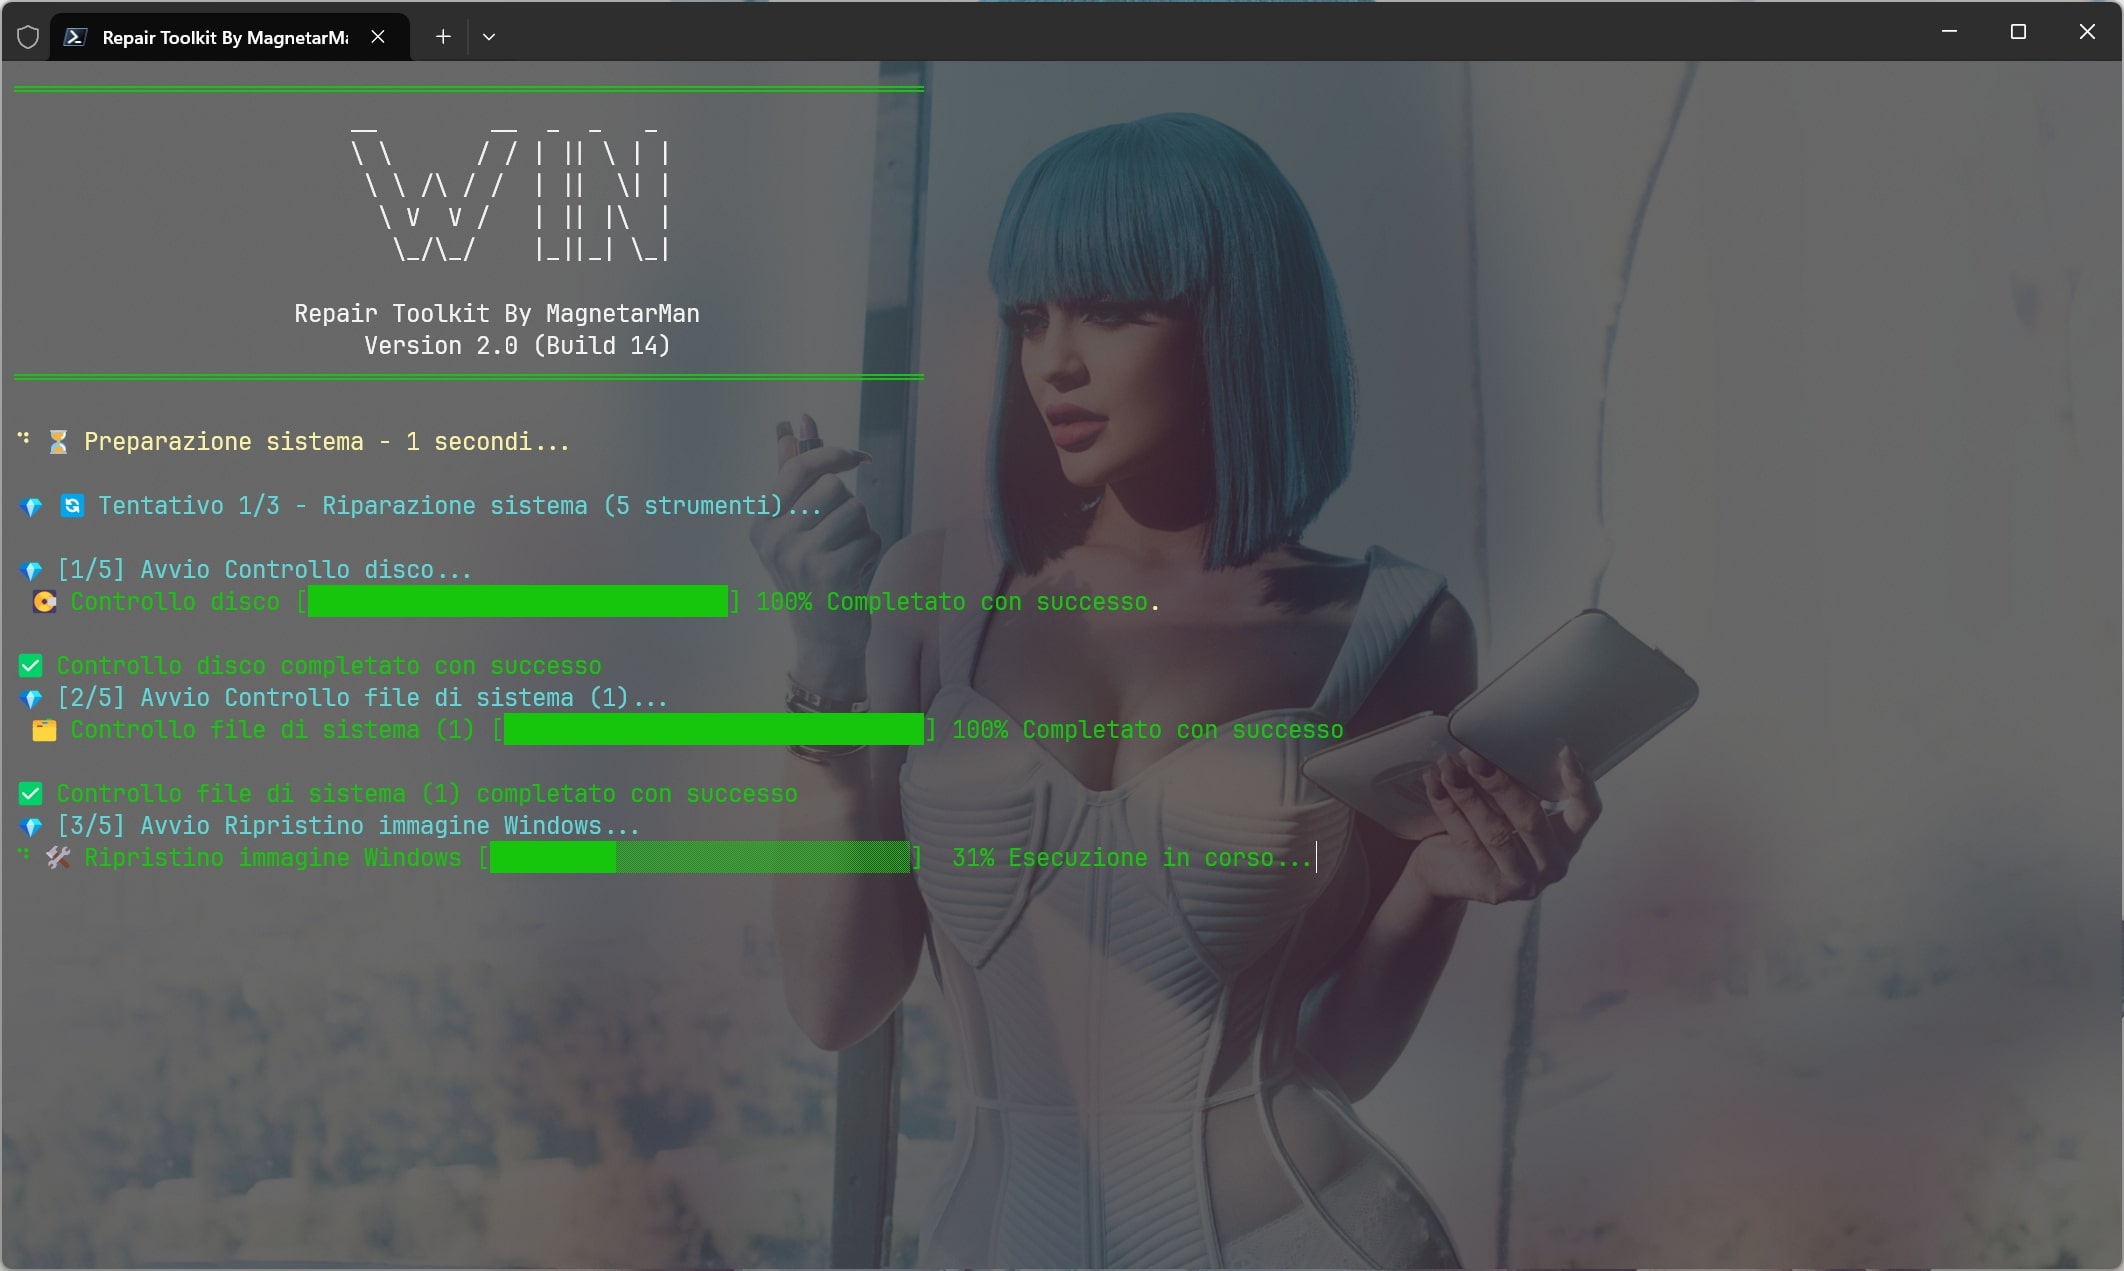 Repair Toolkit By MagnetarMa
WIN
Repair Toolkit By MagnetarMan
Version 2.0 (Build 14)
⏳ Preparazione sistema - 1 secondi...
💎 🔄 Tentativo 1/3 - Riparazione sistema (5 strumenti)...
💎 [1/5] Avvio Controllo disco...
💽 Controllo disco [██████████████████████████████] 100% Completato con successo.
✅ Controllo disco completato con successo
💎 [2/5] Avvio Controllo file di sistema (1)...
🗂️ Controllo file di sistema (1) [██████████████████████████████] 100% Completato con successo
✅ Controllo file di sistema (1) completato con successo
💎 [3/5] Avvio Ripristino immagine Windows...
🛠️ Ripristino immagine Windows [█████████▒▒▒▒▒▒▒▒▒▒▒▒▒▒▒▒▒▒▒▒▒] 31% Esecuzione in corso...